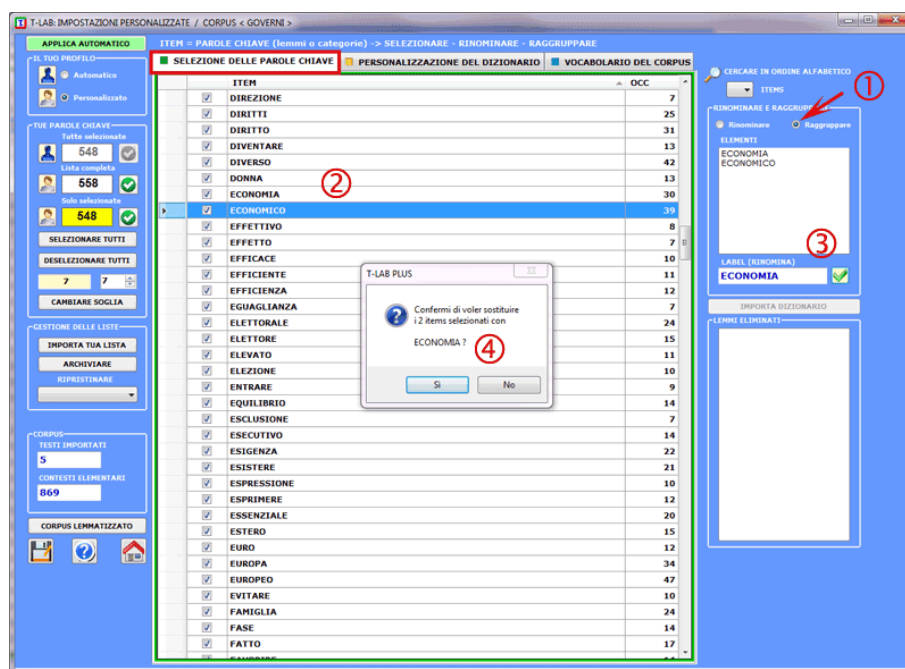 T-LAB: IMPOSTAZIONI PERSONALIZZATE / CORPUS < GOVERNI >
APPLICA AUTOMATICO
ITEM = PAROLE CHIAVE (lemmi o categorie) -> SELEZIONARE - RINOMINARE - RAGGRUPPARE
IL TUO PROFILO
Automatico
Personalizzato
TUE PAROLE CHIAVE
Tutte selezionate
548
Lista completa
558
Solo selezionate
548
SELEZIONARE TUTTI
DESELEZIONARE TUTTI
7 7
CAMBIARE SOGLIA
GESTIONE DELLE LISTE
IMPORTA TUA LISTA
ARCHIVIARE
RIPRISTINARE
CORPUS
TESTI IMPORTATI
5
CONTESTI ELEMENTARI
869
CORPUS LEMMATIZZATO
SELEZIONE DELLE PAROLE CHIAVE
PERSONALIZZAZIONE DEL DIZIONARIO
VOCABOLARIO DEL CORPUS
ITEM OCC
DIREZIONE 7
DIRITTI 25
DIRITTO 31
DIVENTARE 13
DIVERSO 42
DONNA 13
ECONOMIA 30
ECONOMICO 39
EFFETTIVO 8
EFFETTO 7
EFFICACE 10
EFFICIENTE 11
EFFICIENZA 12
EGUAGLIANZA 7
ELETTORALE 24
ELETTORE 15
ELEVATO 11
ELEZIONE 10
ENTRARE 9
EQUILIBRIO 14
ESCLUSIONE 7
ESECUTIVO 14
ESIGENZA 22
ESISTERE 21
ESPRESSIONE 10
ESPRIMERE 12
ESSENZIALE 20
ESTERO 15
EURO 12
EUROPA 34
EUROPEO 47
EVITARE 10
FAMIGLIA 24
FASE 14
FATTO 17
2
T-LAB PLUS
Confermi di voler sostituire
i 2 items selezionati con
ECONOMIA ?
4
Si No
CERCARE IN ORDINE ALFABETICO
ITEMS
1
RINOMINARE E RAGGRUPPARE
Rinominare Raggruppare
ELEMENTI
ECONOMIA
ECONOMICO
3
LABEL (RINOMINA)
ECONOMIA
IMPORTA DIZIONARIO
LEMMI ELIMINATI